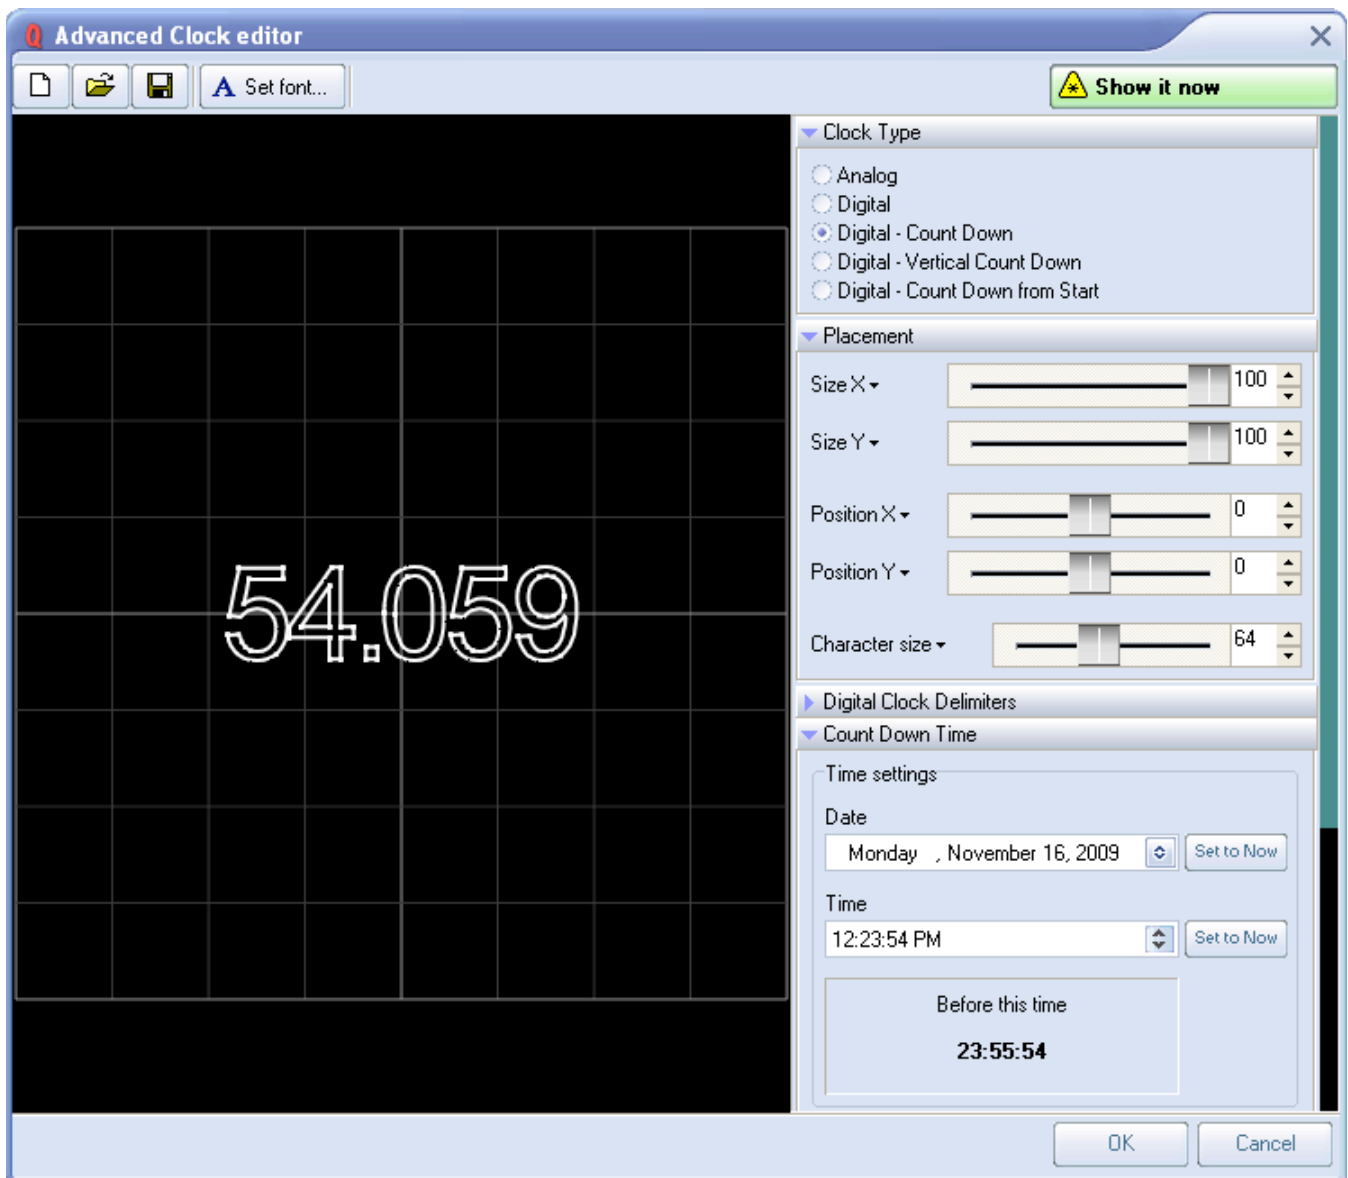 Advanced Clock editor
Set font...
Show it now
54.059
Clock Type
Analog
Digital
Digital - Count Down
Digital - Vertical Count Down
Digital - Count Down from Start
Placement
Size X
100
Size Y
100
Position X
0
Position Y
0
Character size
64
Digital Clock Delimiters
Count Down Time
Time settings
Date
Monday , November 16, 2009
Set to Now
Time
12:23:54 PM
Set to Now
Before this time
23:55:54
OK
Cancel